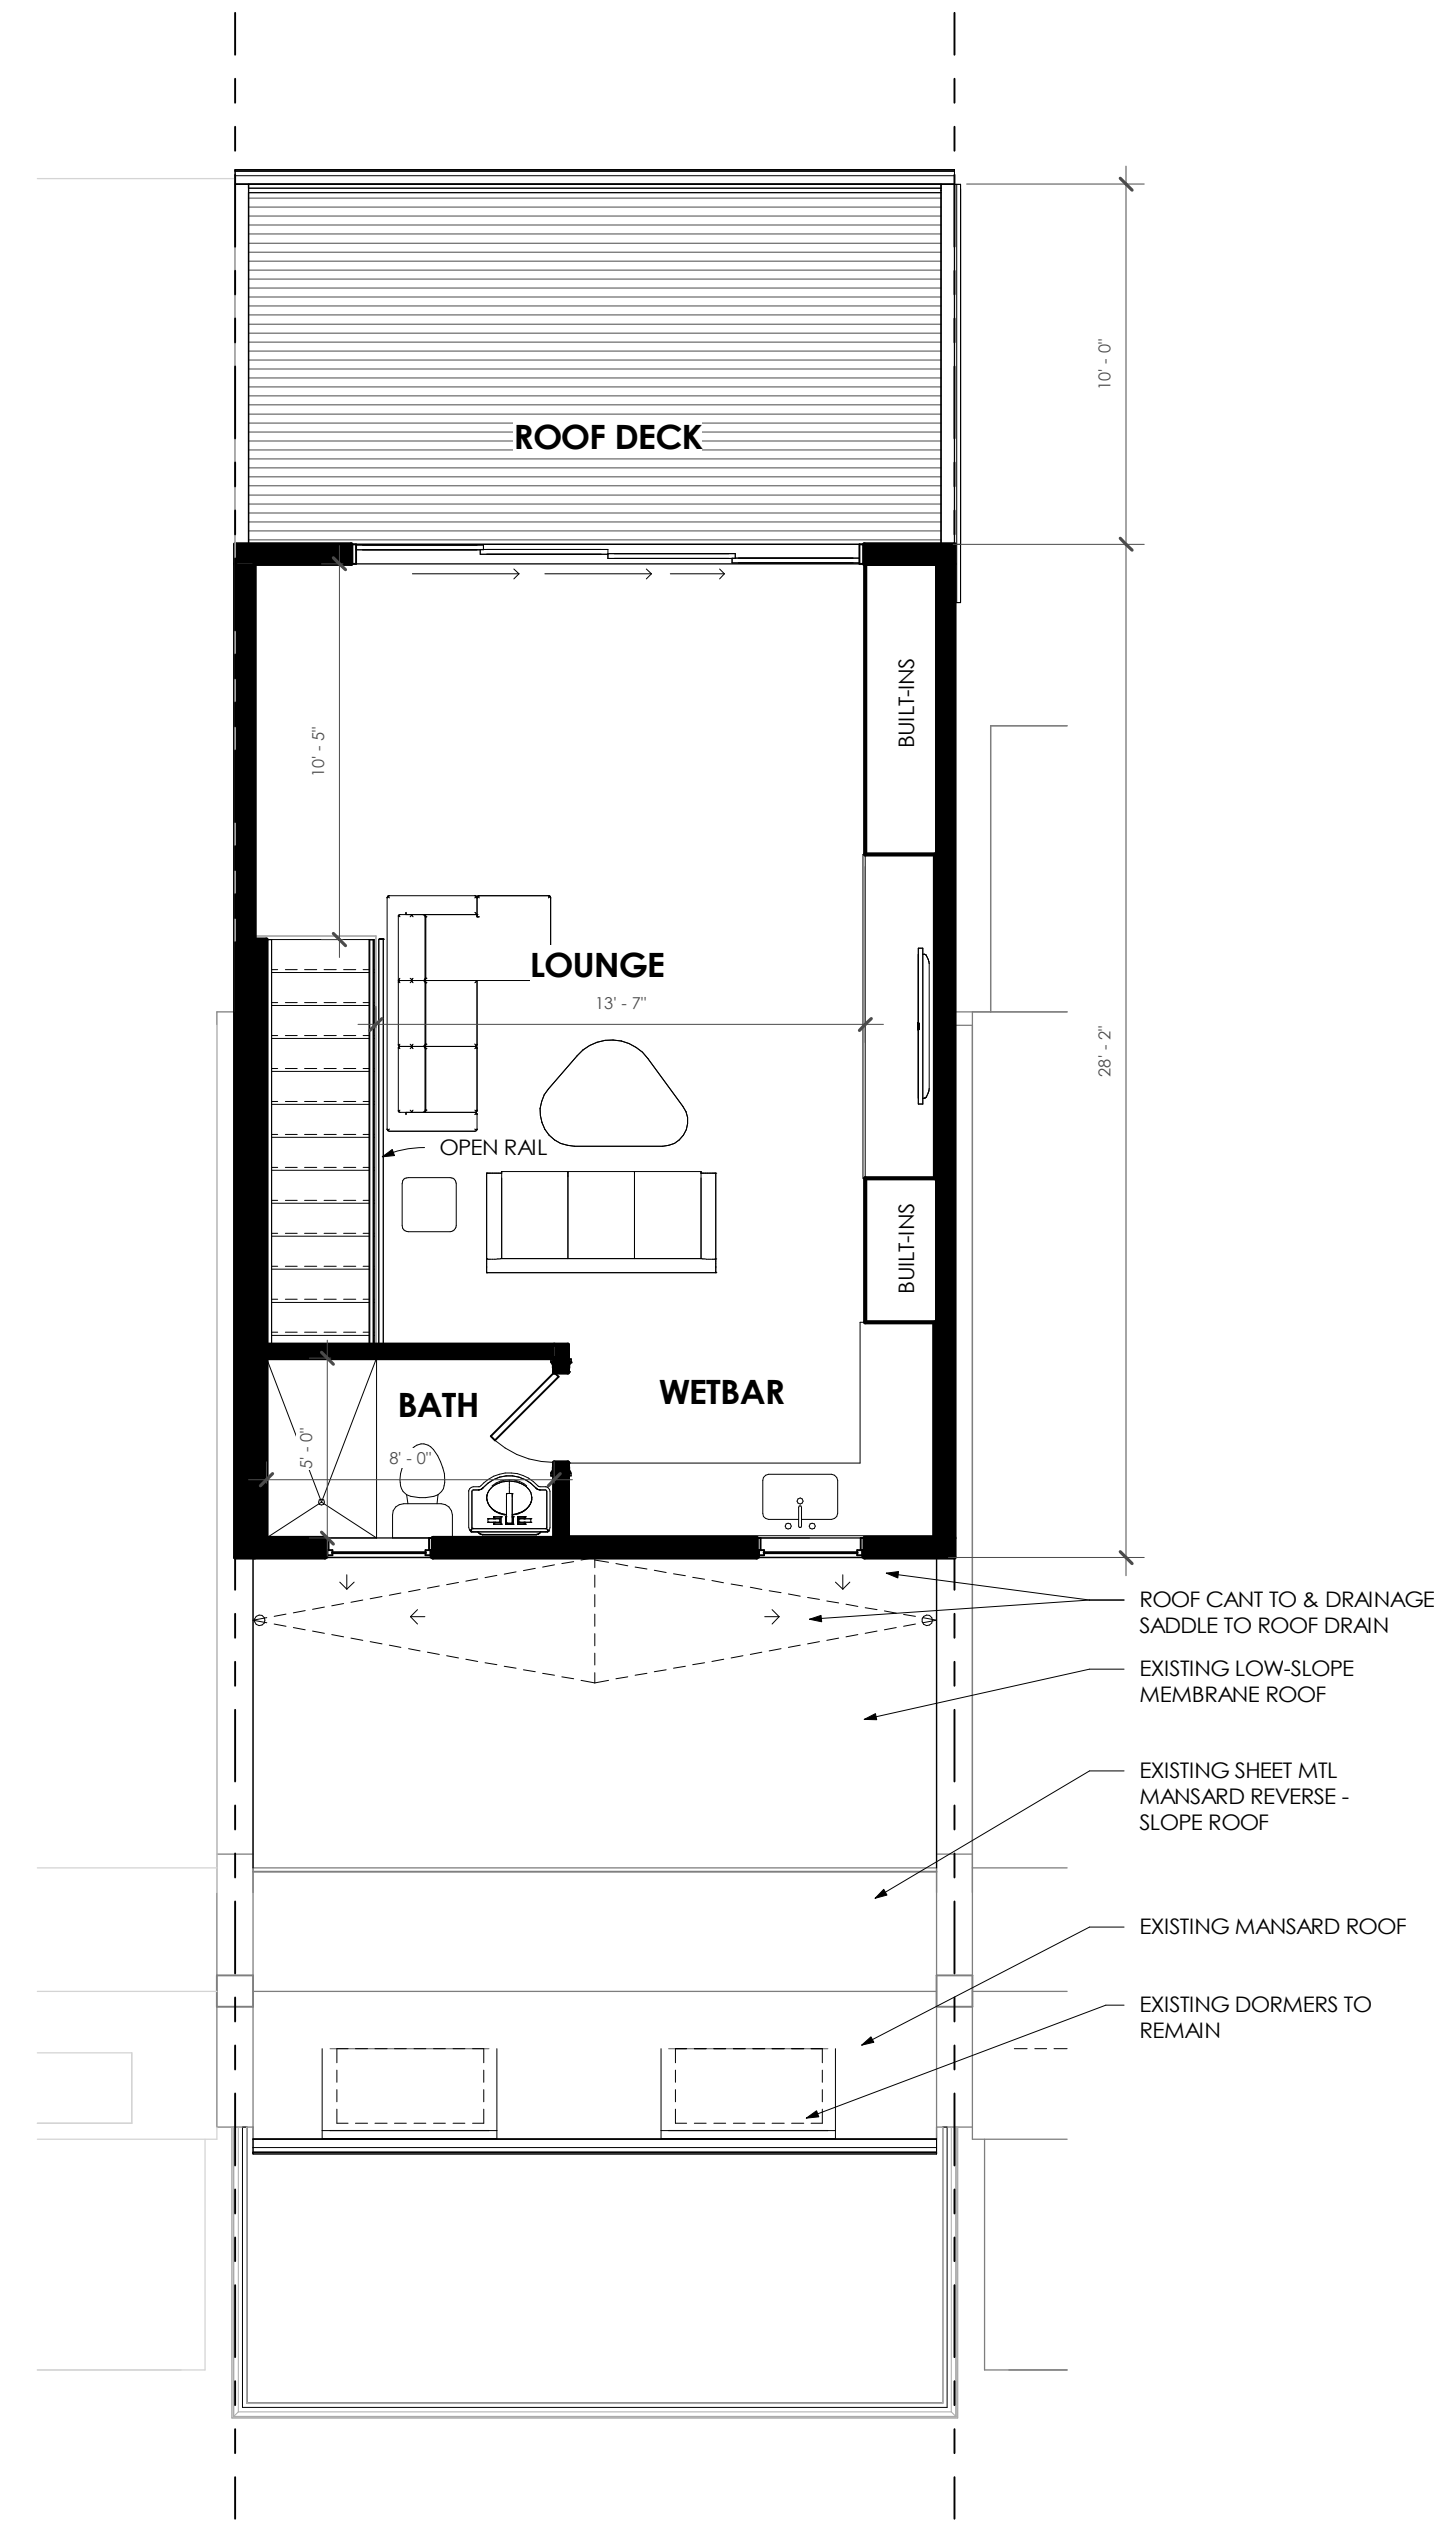 10' - 0"
ROOF DECK
BUILT-INS
10' - 5"
LOUNGE
13' - 7"
28' - 2"
OPEN RAIL
BUILT-INS
WETBAR
BATH
5' - 0"
8' - 0"
ROOF CANT TO & DRAINAGE
SADDLE TO ROOF DRAIN
EXISTING LOW-SLOPE
MEMBRANE ROOF
EXISTING SHEET MTL
MANSARD REVERSE -
SLOPE ROOF
EXISTING MANSARD ROOF
EXISTING DORMERS TO
REMAIN